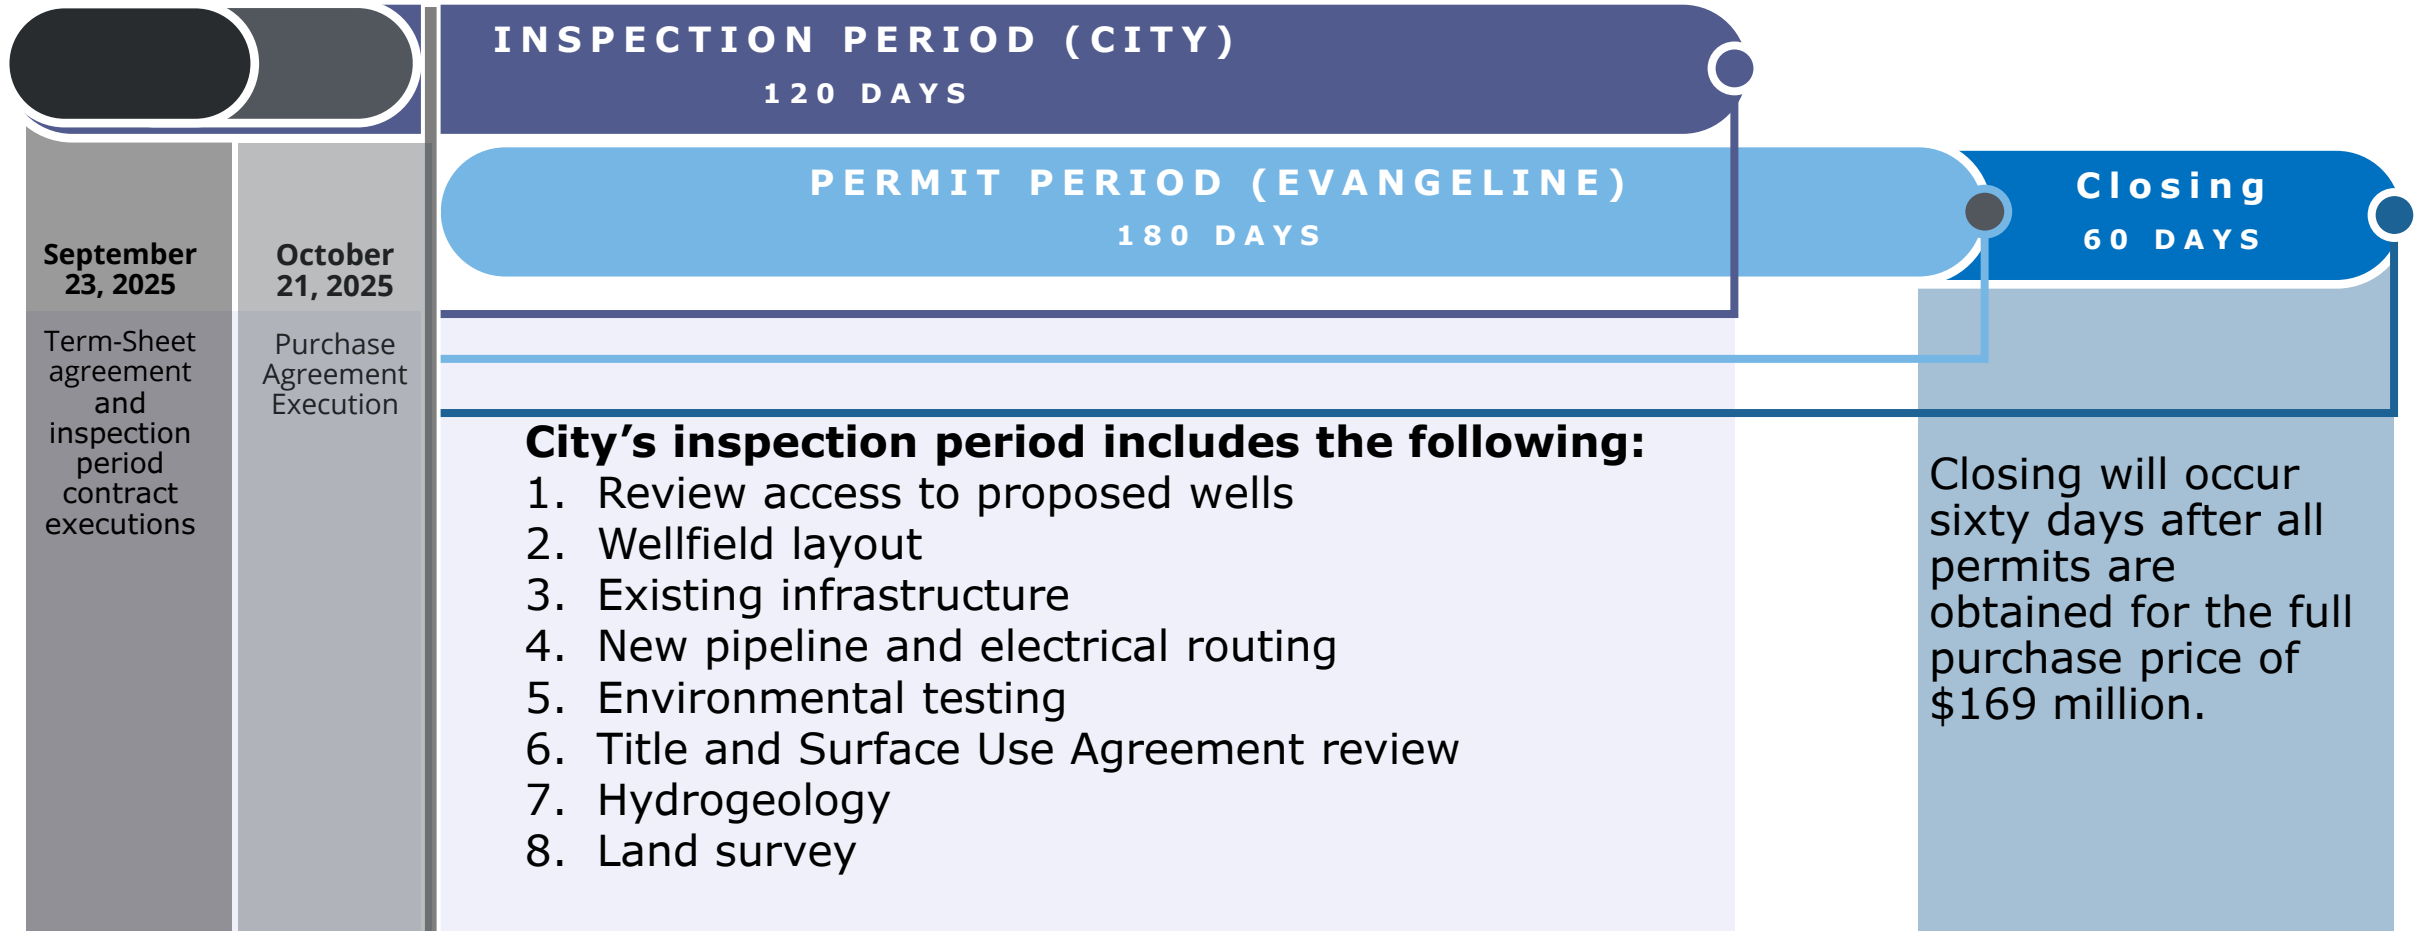 INSPECTION PERIOD (CITY)
120 DAYS
PERMIT PERIOD (EVANGELINE)
180 DAYS
Closing
60 DAYS
September
23, 2025
Term-Sheet
agreement
and
inspection
period
contract
executions
October
21, 2025
Purchase
Agreement
Execution
City’s inspection period includes the following:
1. Review access to proposed wells
2. Wellfield layout
3. Existing infrastructure
4. New pipeline and electrical routing
5. Environmental testing
6. Title and Surface Use Agreement review
7. Hydrogeology
8. Land survey
Closing will occur
sixty days after all
permits are
obtained for the full
purchase price of
$169 million.